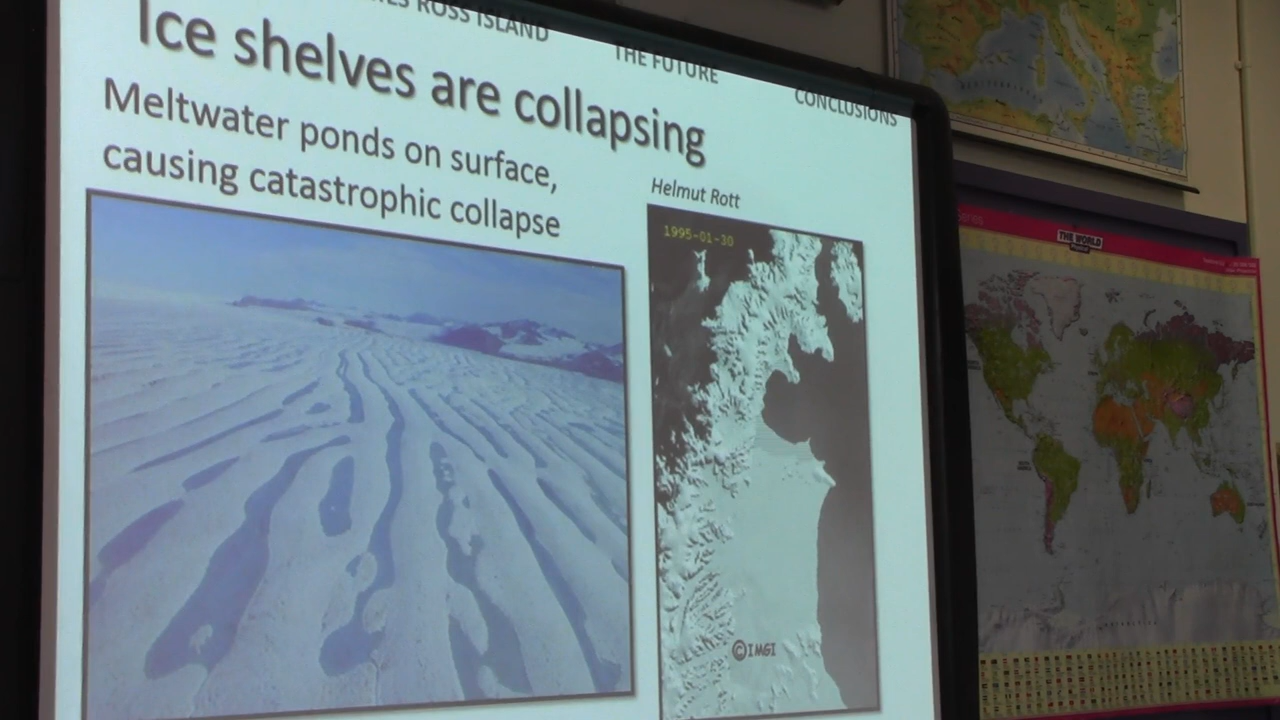 ROSS ISLAND
THE FUTURE
CONCLUSIONS
Ice shelves are collapsing
Meltwater ponds on surface,
causing catastrophic collapse
Helmut Rott
1995-01-30
©IMGI
THE WORLD